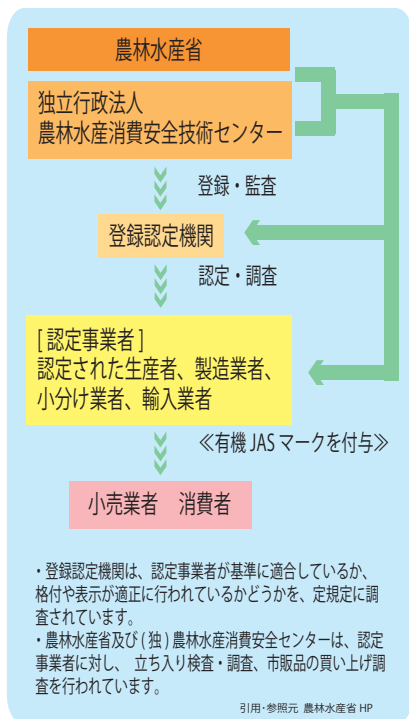 農林水産省
独立行政法人
農林水産消費安全技術センター
登録・監査
登録認定機関
認定・調査
[ 認定事業者 ]
認定された生産者、製造業者、
小分け業者、輸入業者
≪有機 JAS マークを付与≫
小売業者　消費者
・登録認定機関は、認定事業者が基準に適合しているか、
格付や表示が適正に行われているかどうかを、定規定に調
査されています。
・農林水産省及び ( 独 ) 農林水産消費安全センターは、認定
事業者に対し、 立ち入り検査・調査、市販品の買い上げ調
査を行われています。
引用・参照元 農林水産省 HP